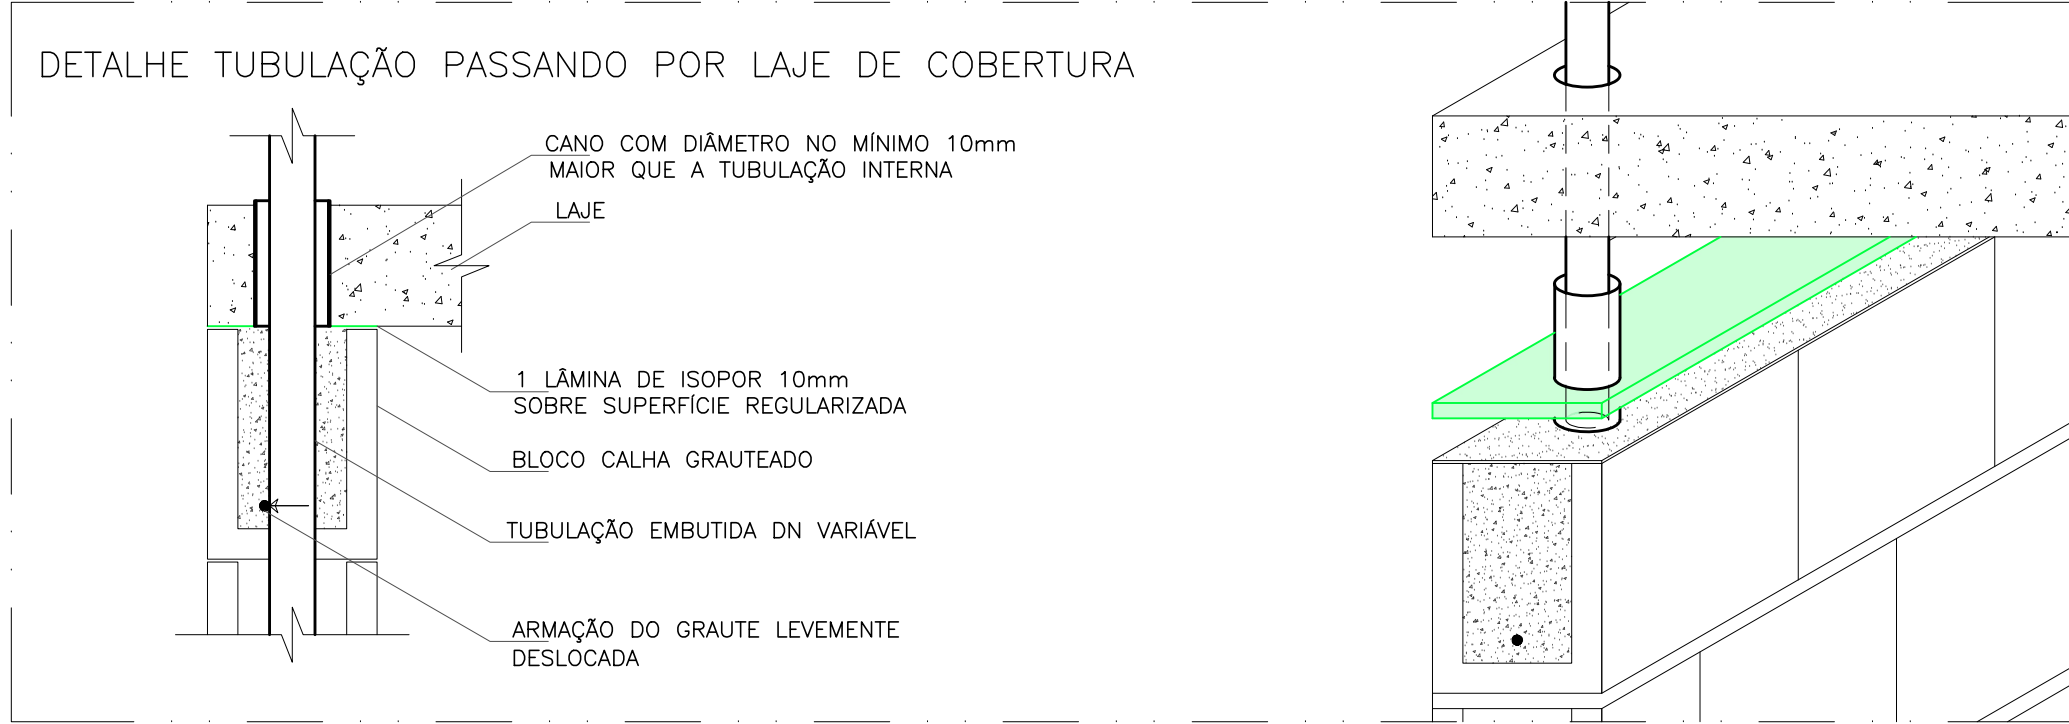 DETALHE TUBULAÇÃO PASSANDO POR LAJE DE COBERTURA
CANO COM DIÂMETRO NO MÍNIMO 10mm
MAIOR QUE A TUBULAÇÃO INTERNA
LAJE
1 LÂMINA DE ISOPOR 10mm
SOBRE SUPERFÍCIE REGULARIZADA
BLOCO CALHA GRAUTEADO
TUBULAÇÃO EMBUTIDA DN VARIÁVEL
ARMAÇÃO DO GRAUTE LEVEMENTE
DESLOCADA